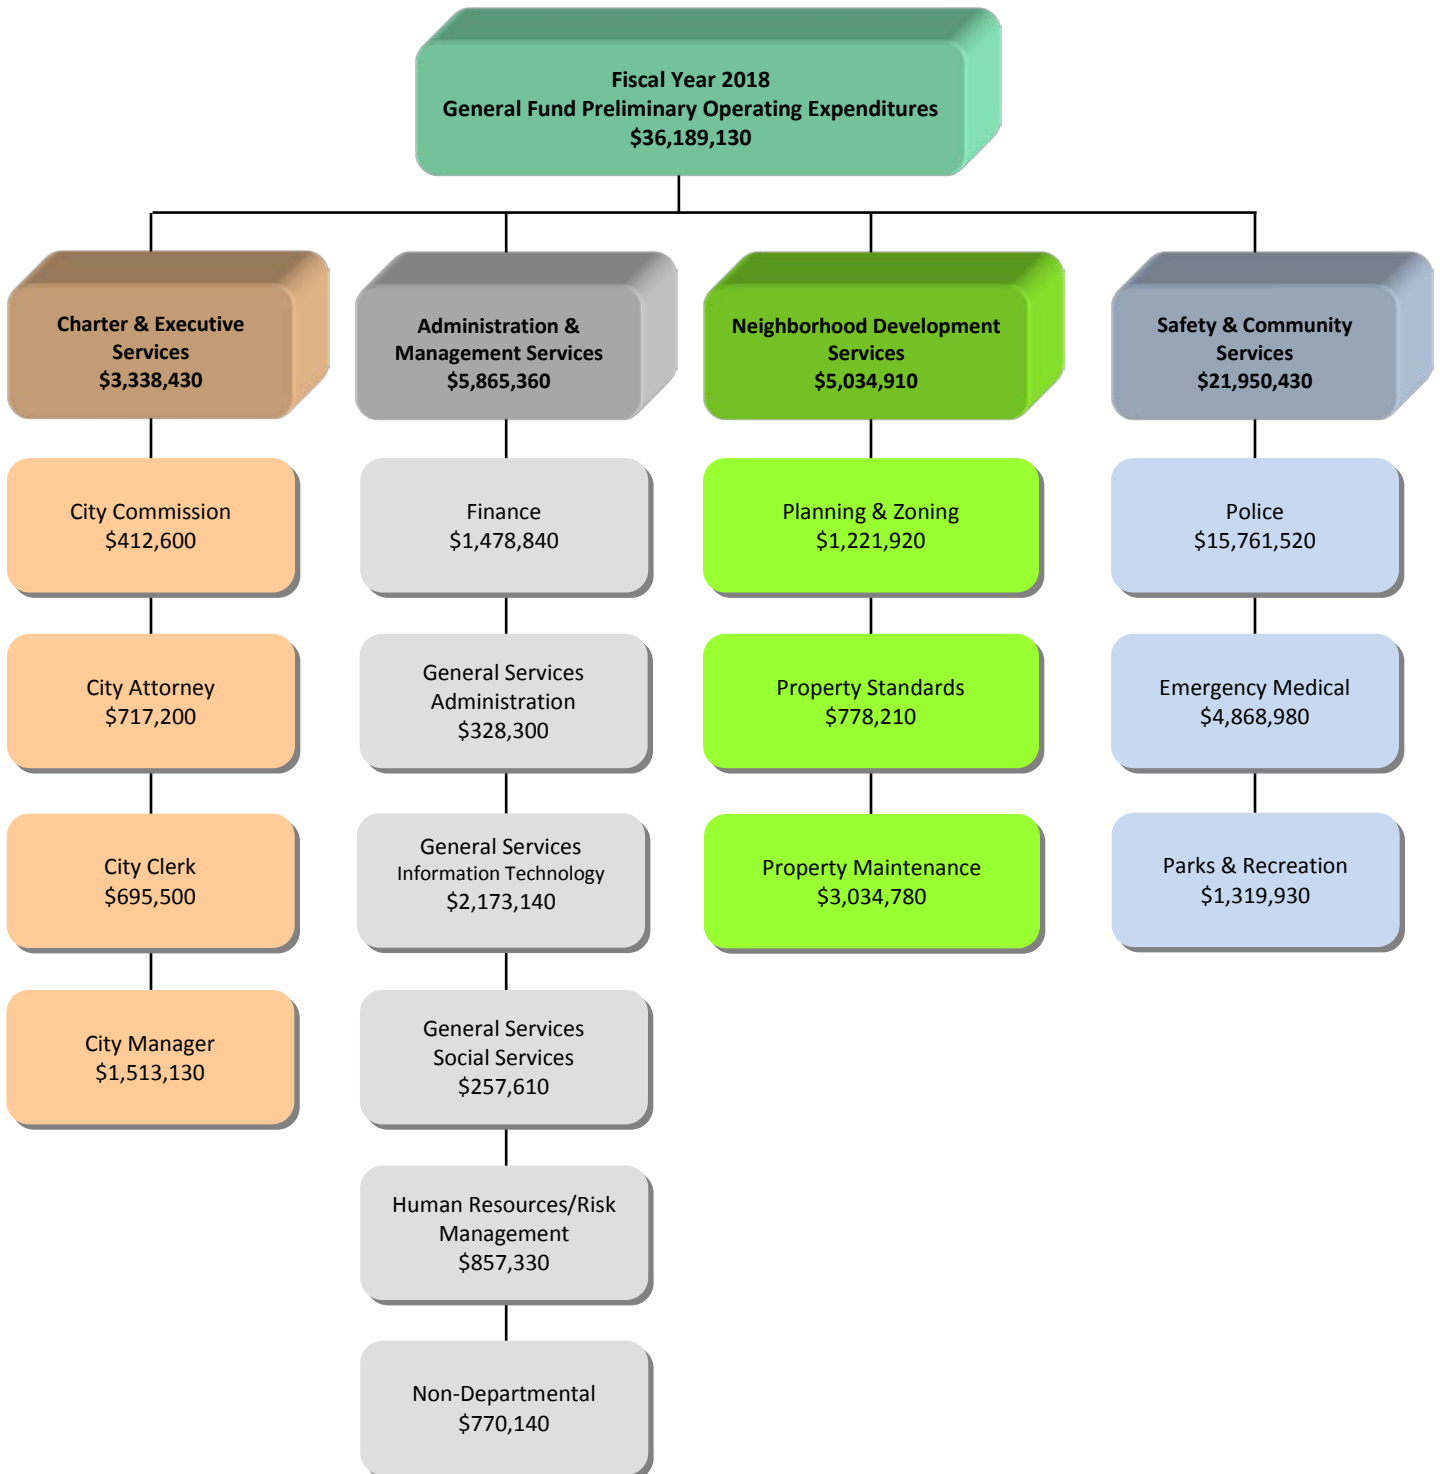 Fiscal Year 2018
General Fund Preliminary Operating Expenditures
$36,189,130
Charter & Executive
Services
$3,338,430
Administration &
Management Services
$5,865,360
Neighborhood Development
Services
$5,034,910
Safety & Community
Services
$21,950,430
City Commission
$412,600
Finance
$1,478,840
Planning & Zoning
$1,221,920
Police
$15,761,520
City Attorney
$717,200
General Services
Administration
$328,300
Property Standards
$778,210
Emergency Medical
$4,868,980
City Clerk
$695,500
General Services
Information Technology
$2,173,140
Property Maintenance
$3,034,780
Parks & Recreation
$1,319,930
City Manager
$1,513,130
General Services
Social Services
$257,610
Human Resources/Risk
Management
$857,330
Non-Departmental
$770,140